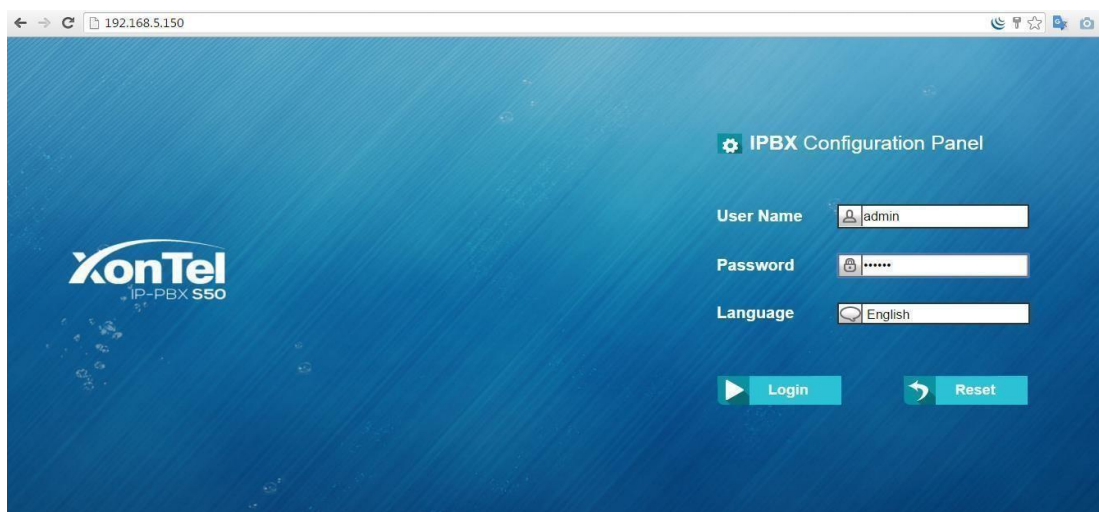 192.168.5.150
IPBX Configuration Panel
User Name admin
Password ••••••
XonTel
IP-PBX S50
Language English
Login Reset